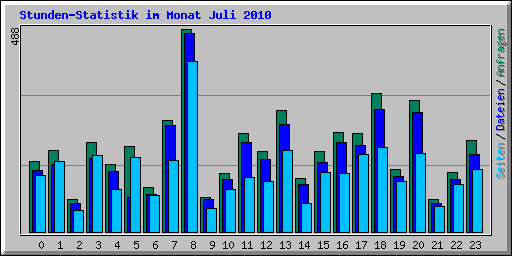 Stunden-Statistik im Monat Juli 2010
488
Seiten / Dateien / Anfragen
0 1 2 3 4 5 6 7 8 9 10 11 12 13 14 15 16 17 18 19 20 21 22 23